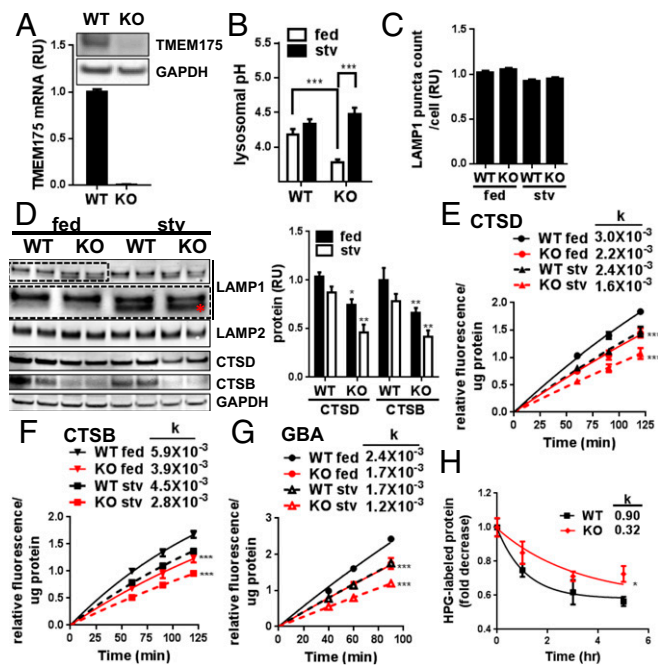 A
WT KO
TMEM175
GAPDH
TMEM175 mRNA (RU)
1.0
0.5
0.0
WT
KO
B
fed
stv
lysosomal pH
5.5
5.0
4.5
4.0
***
***
WT KO
C
LAMP1 puncta count
/cell (RU)
1.5
1.0
0.5
0.0
WT KO WT KO
fed stv
D
fed stv
WT KO WT KO
LAMP1
LAMP2
CTSD
CTSB
GAPDH
fed
stv
protein (RU)
1.5
1.0
0.5
0.0
* ** ** **
WT KO WT KO
CTSD CTSB
E CTSD k
WT fed 3.0X10-3
KO fed 2.2X10-3
WT stv 2.4X10-3
KO stv 1.6X10-3
relative fluorescence/
ug protein
2.0
1.5
1.0
0.5
0.0
***
***
0 25 50 75 100 125
Time (min)
F CTSB k
WT fed 5.9X10-3
KO fed 3.9X10-3
WT stv 4.5X10-3
KO stv 2.8X10-3
relative fluorescence/
ug protein
2.0
1.5
1.0
0.5
0.0
***
***
0 25 50 75 100 125
Time (min)
G GBA k
WT fed 2.4X10-3
KO fed 1.7X10-3
WT stv 1.7X10-3
KO stv 1.2X10-3
relative fluorescence/
ug protein
3
2
1
0
***
***
0 20 40 60 80 100
Time (min)
H
k
WT 0.90
KO 0.32
HPG-labeled protein
(fold decrease)
1.0
0.8
0.6
0.4
*
0 2 4 6
Time (hr)